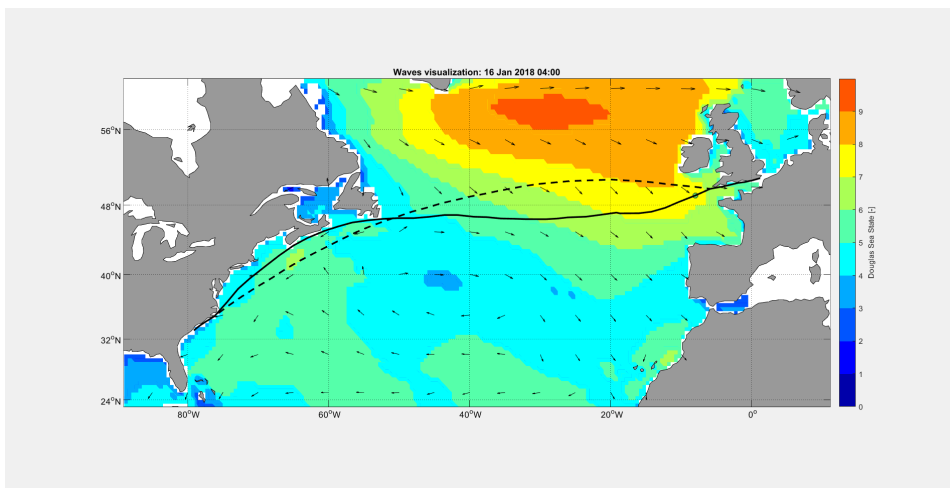 Waves visualization: 16 Jan 2018 04:00
56°N
48°N
40°N
32°N
24°N
80°W
60°W
40°W
20°W
0°
9
8
7
6
5
4
3
2
1
0
Douglas Sea State [-]